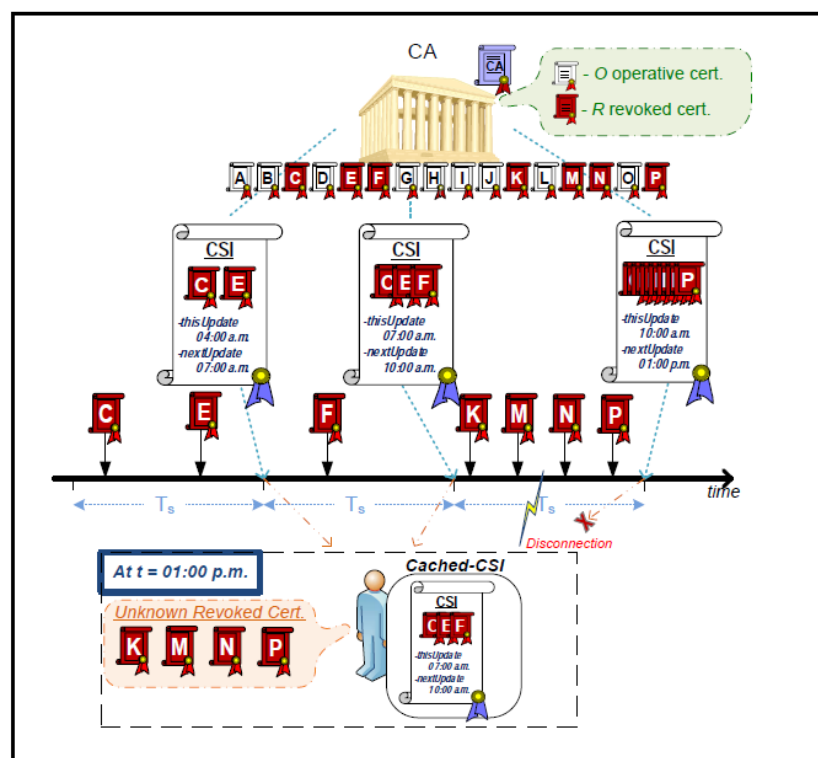 CA
CA
- O operative cert.
- R revoked cert.
A B C D E F G H I J K L M N O P
CSI
C E
-thisUpdate
04:00 a.m.
-nextUpdate
07:00 a.m.
CSI
C E F
-thisUpdate
07:00 a.m.
-nextUpdate
10:00 a.m.
CSI
P
-thisUpdate
10:00 a.m.
-nextUpdate
01:00 p.m.
C E F K M N P
time
Ts Ts Ts
Disconnection
At t = 01:00 p.m.
Cached-CSI
Unknown Revoked Cert.
K M N P
CSI
C E F
-thisUpdate
07:00 a.m.
-nextUpdate
10:00 a.m.